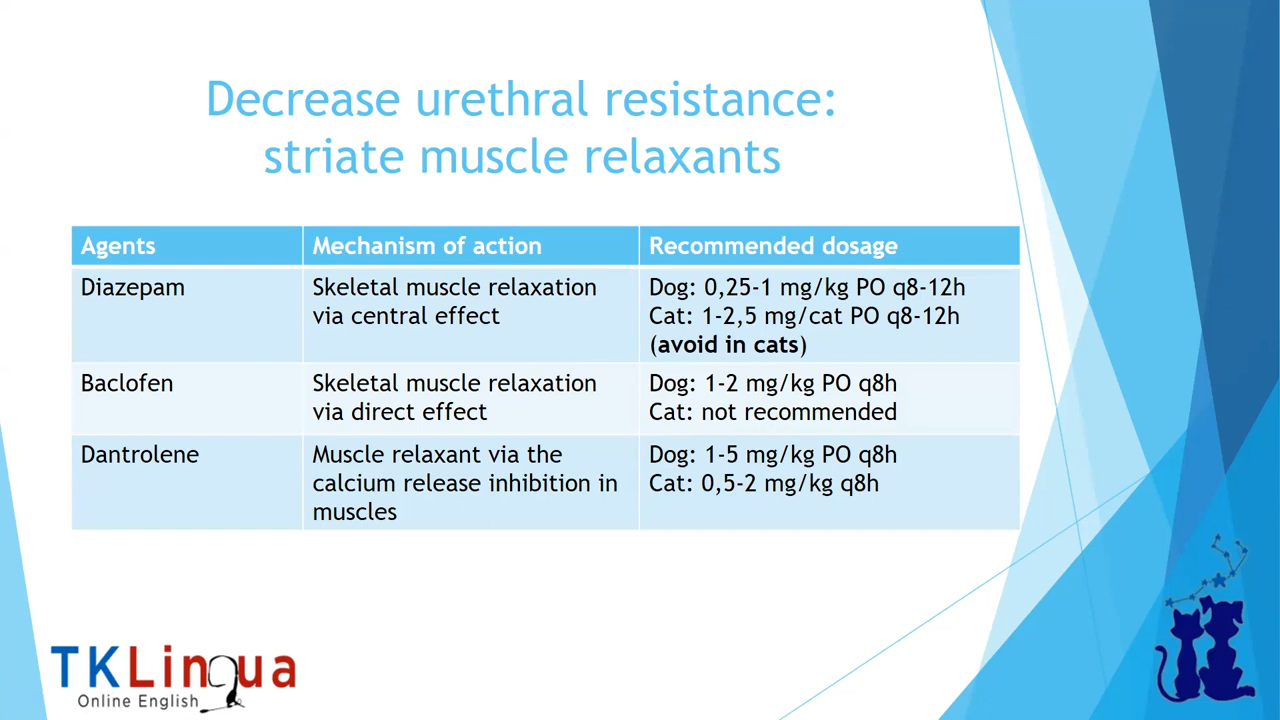 Decrease urethral resistance:
striate muscle relaxants
Agents
Mechanism of action
Recommended dosage
Diazepam
Skeletal muscle relaxation
via central effect
Dog: 0,25-1 mg/kg PO q8-12h
Cat: 1-2,5 mg/cat PO q8-12h
(avoid in cats)
Baclofen
Skeletal muscle relaxation
via direct effect
Dog: 1-2 mg/kg PO q8h
Cat: not recommended
Dantrolene
Muscle relaxant via the
calcium release inhibition in
muscles
Dog: 1-5 mg/kg PO q8h
Cat: 0,5-2 mg/kg q8h
TKLingua
Online English